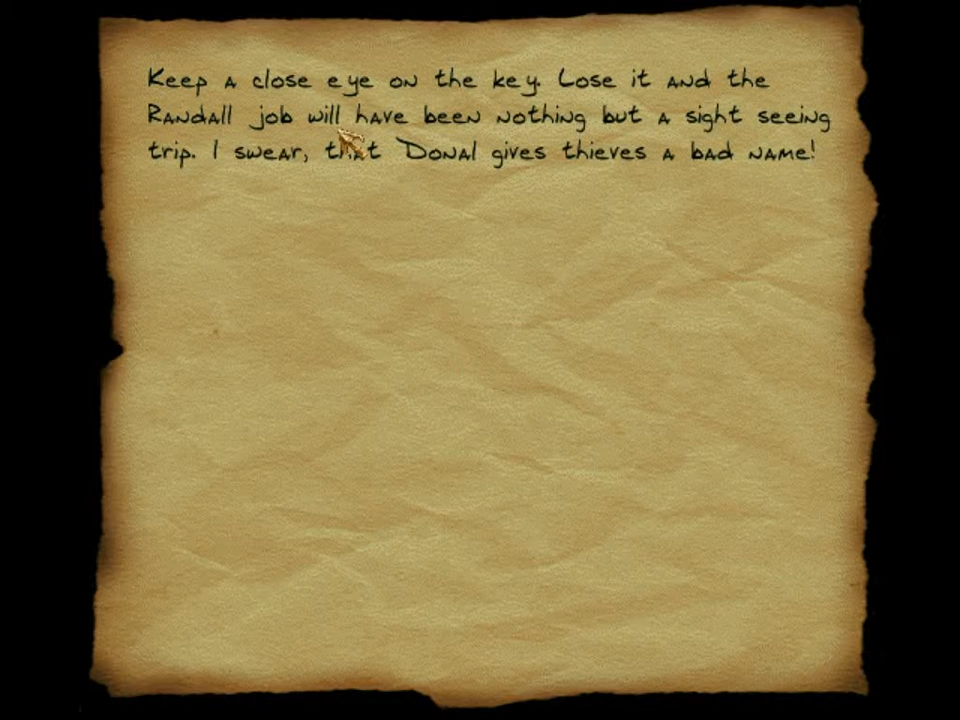 Keep a close eye on the key. Lose it and the
Randall job will have been nothing but a sight seeing
trip. I swear, that Donal gives thieves a bad name!